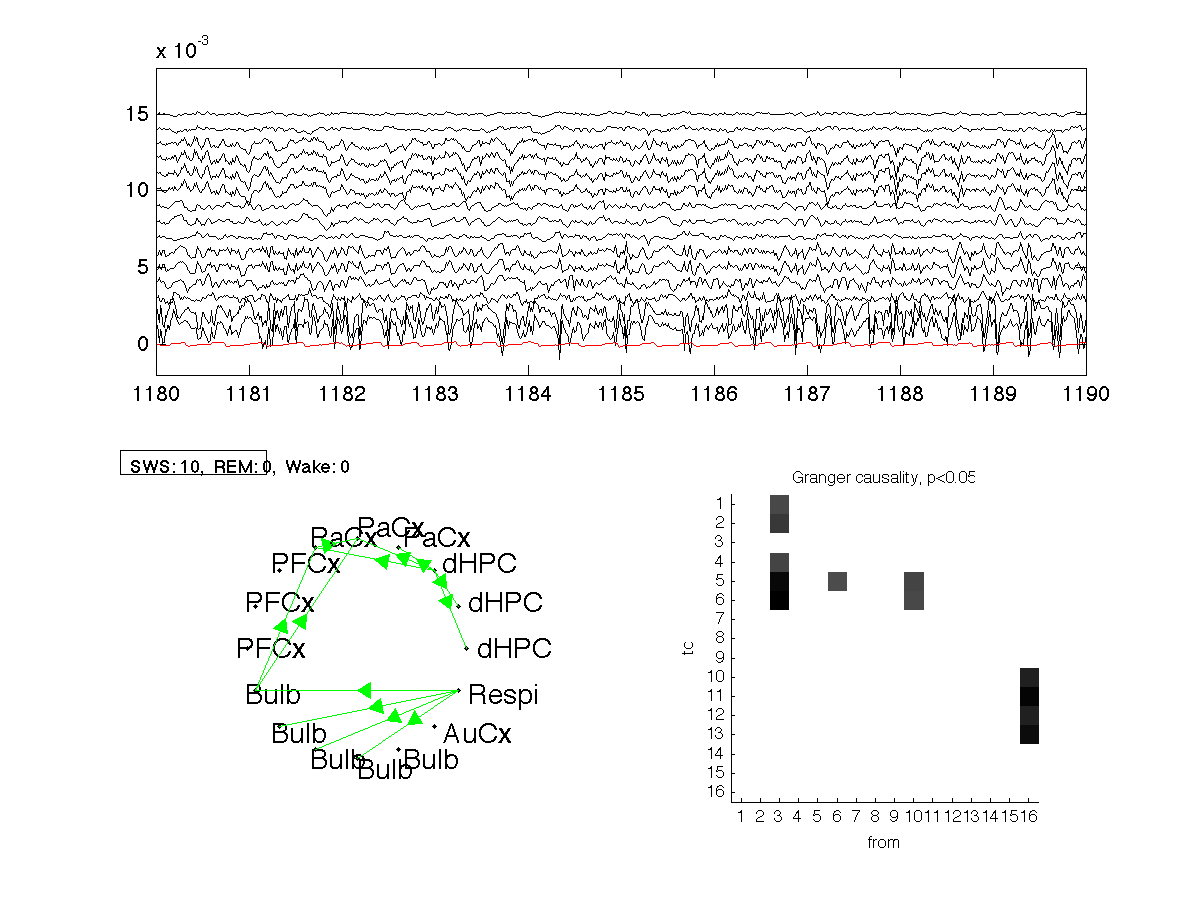 x 10-3
15
10
5
0
1180 1181 1182 1183 1184 1185 1186 1187 1188 1189 1190
SWS:10, REM:0, Wake:0
PaCx
PaCx PaCx
PFCx dHPC
PFCx dHPC
PFCx dHPC
Bulb Respi
Bulb AuCx
Bulb Bulb
Bulb
Granger causality, p<0.05
1
2
3
4
5
6
7
8
9
10
11
12
13
14
15
16
to
1 2 3 4 5 6 7 8 9 10 11 12 13 14 15 16
from